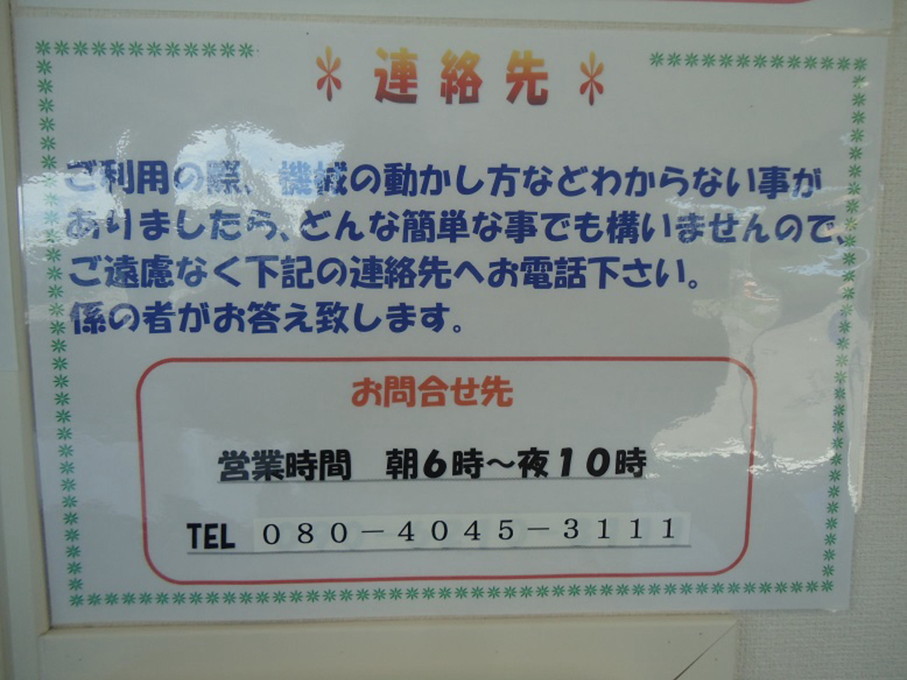 ＊連絡先＊
ご利用の際、機械の動かし方などわからない事が
ありましたら、どんな簡単な事でも構いませんので、
ご遠慮なく下記の連絡先へお電話下さい。
係の者がお答え致します。
お問合せ先
営業時間　朝６時～夜１０時
TEL ０８０－４０４５－３１１１